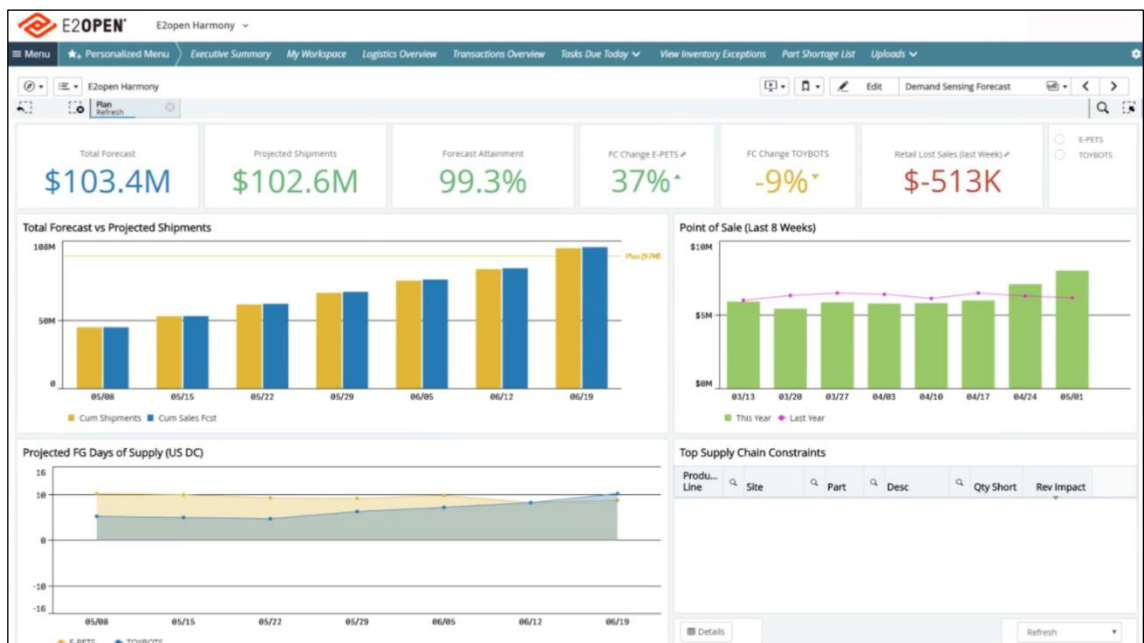 E2OPEN E2open Harmony
Menu Personalized Menu Executive Summary My Workspace Logistics Overview Transactions Overview Tasks Due Today View Inventory Exceptions Part Shortage List Uploads
E2open Harmony Edit Demand Sensing Forecast
Plan
Refresh
Total Forecast
$103.4M
Projected Shipments
$102.6M
Forecast Attainment
99.3%
FC Change E-PETS
37%
FC Change TOYBOTS
-9%
Retail Lost Sales (last Week)
$-513K
E-PETS
TOYBOTS
Total Forecast vs Projected Shipments
108M
50M
0
05/08 05/15 05/22 05/29 06/05 06/12 06/19
Cum Shipments Cum Sales Fcst
Point of Sale (Last 8 Weeks)
$10M
$5M
$0M
03/13 03/20 03/27 04/03 04/10 04/17 04/24 05/01
This Year Last Year
Projected FG Days of Supply (US DC)
16
10
0
-10
-16
05/08 05/15 05/22 05/29 06/05 06/12 06/19
E-PETS TOYBOTS
Top Supply Chain Constraints
Produ...
Line Site Part Desc Qty Short Rev Impact
Details Refresh